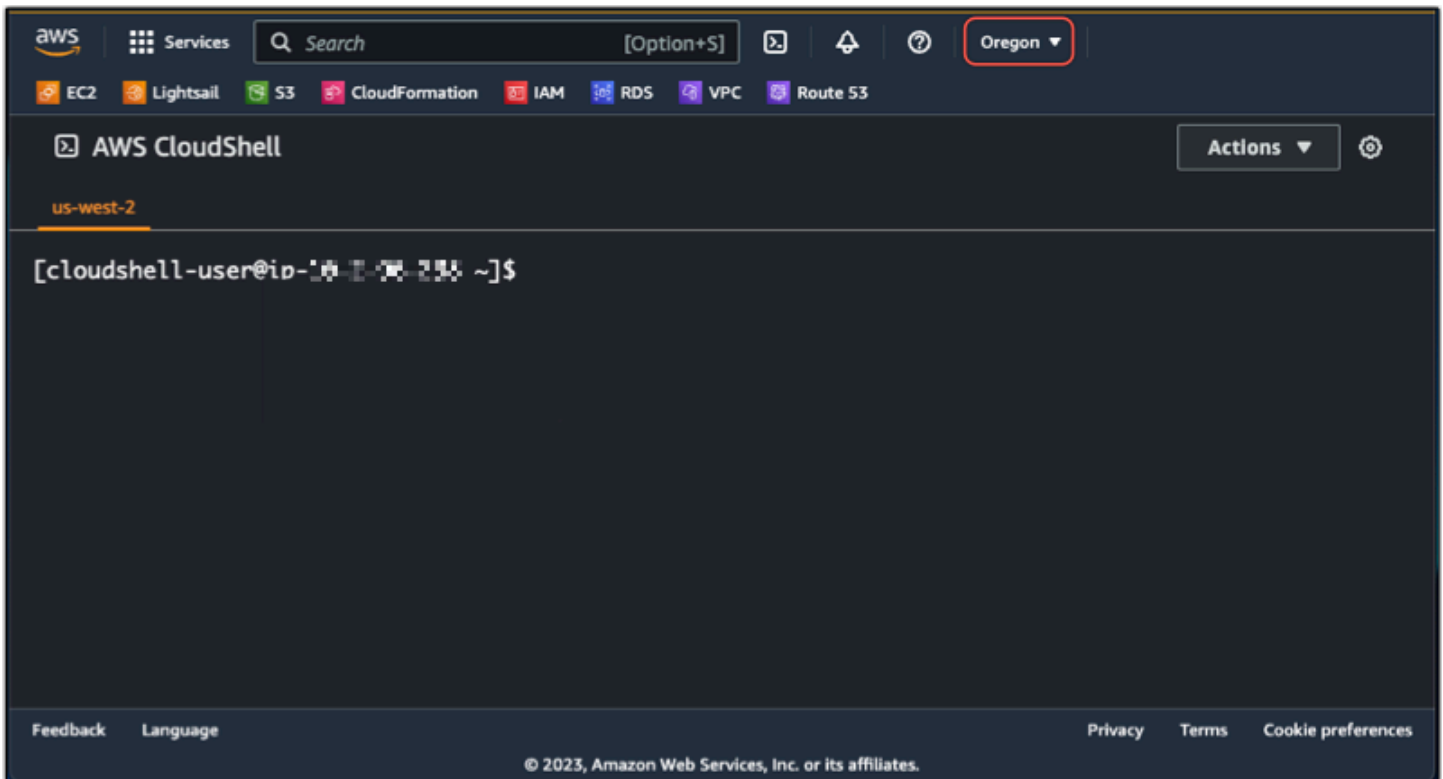 aws Services Search [Option+S] Oregon
EC2 Lightsail S3 CloudFormation IAM RDS VPC Route 53
AWS CloudShell Actions
us-west-2
[cloudshell-user@ip- ~]$
Feedback Language Privacy Terms Cookie preferences
© 2023, Amazon Web Services, Inc. or its affiliates.